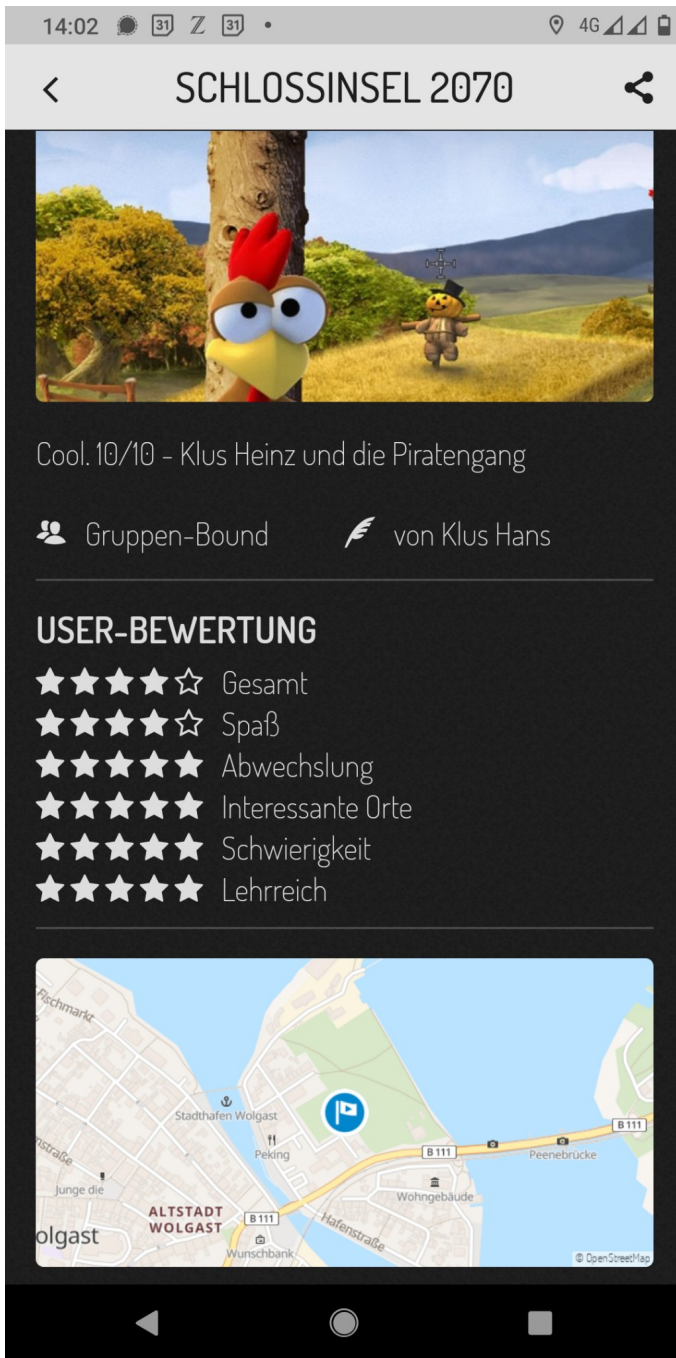 14:02 31 Z 31 4G
SCHLOSSINSEL 2070
Cool. 10/10 - Klus Heinz und die Piratengang
Gruppen-Bound von Klus Hans
USER-BEWERTUNG
Gesamt
Spaß
Abwechslung
Interessante Orte
Schwierigkeit
Lehrreich
Fischmarkt
Stadthafen Wolgast
B 111
Peking
B 111
Peenebrücke
Junge die
Wohngebäude
ALTSTADT
WOLGAST
B 111
Hafenstraße
olgast
Wunschbank
© OpenStreetMap